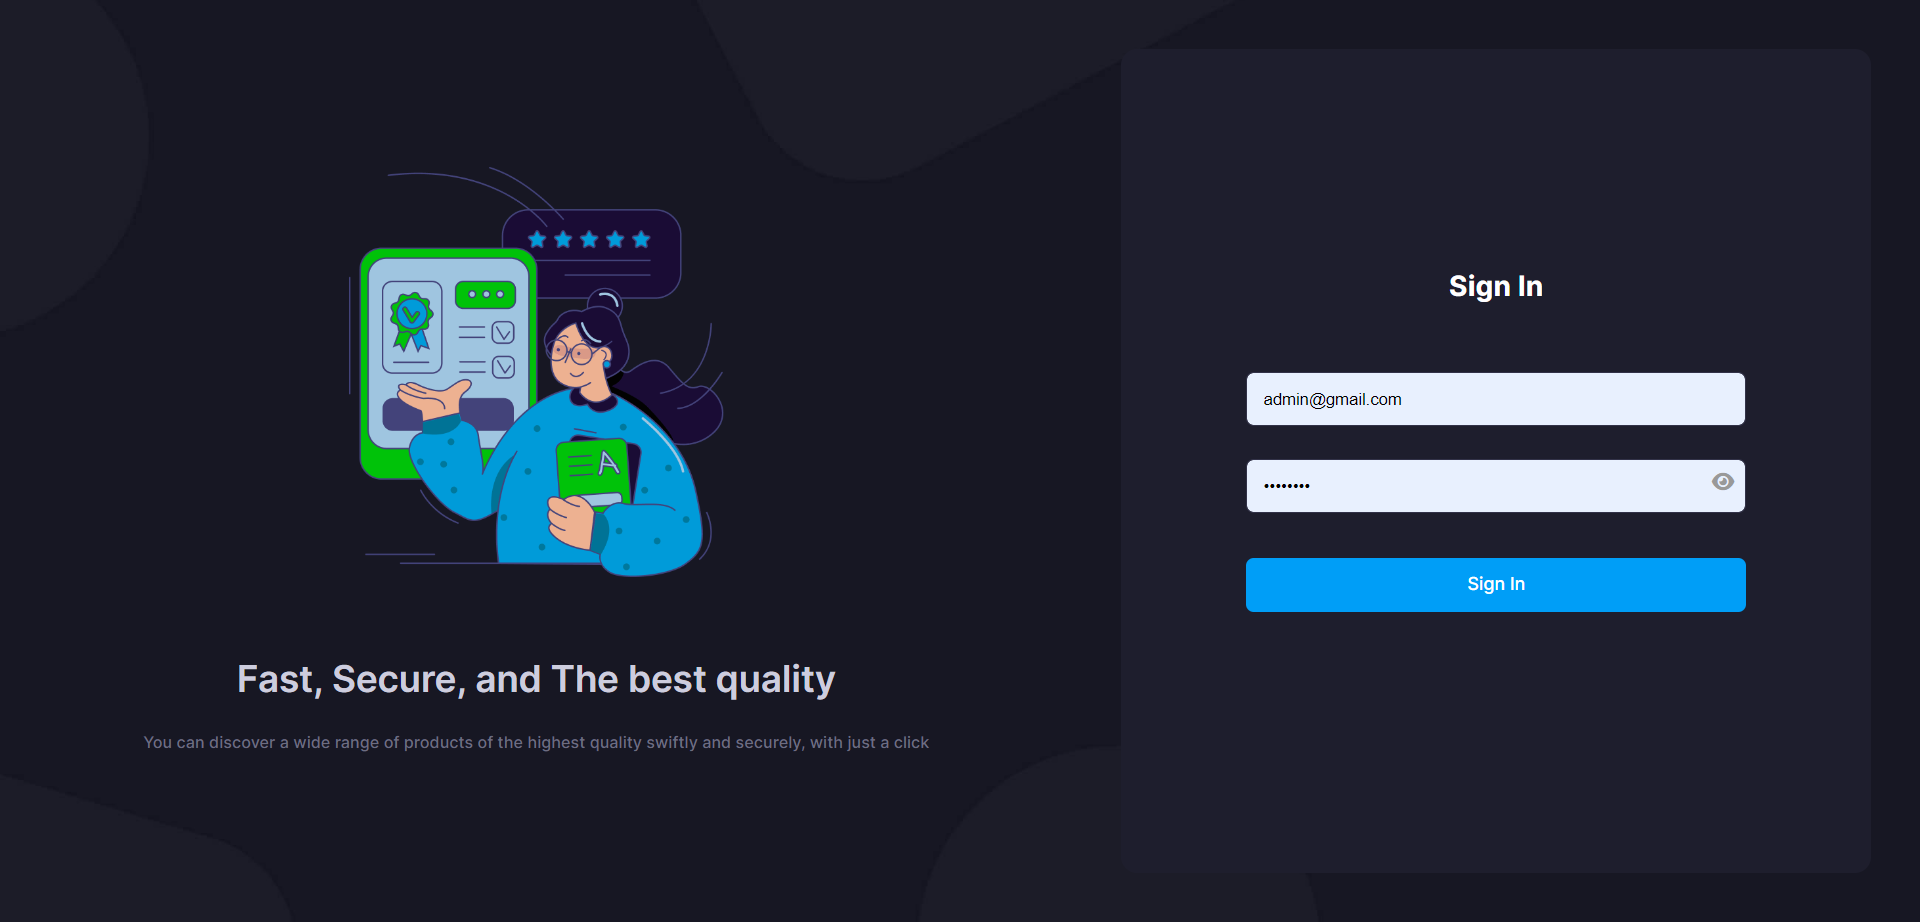 A
Fast, Secure, and The best quality
You can discover a wide range of products of the highest quality swiftly and securely, with just a click
Sign In
admin@gmail.com
••••••••
Sign In